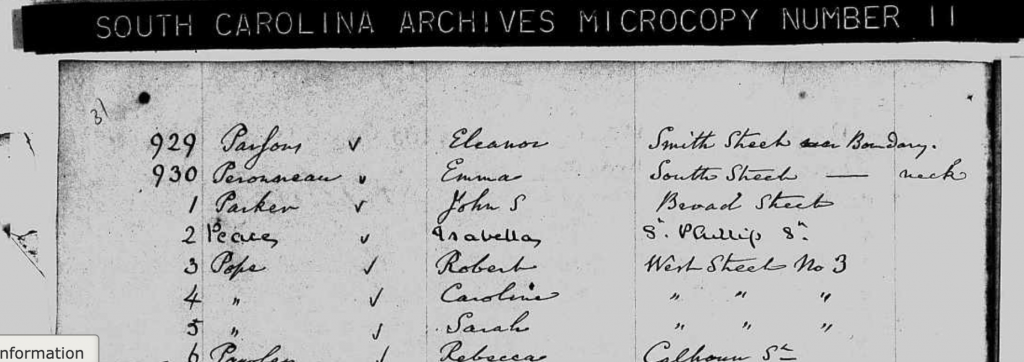 SOUTH CAROLINA ARCHIVES MICROCOPY NUMBER 11
31
929 Parsons ✓ Eleanor Smith Street near Boundary.
930 Peronneau ✓ Emma South Street — neck
1 Parker ✓ John S Broad Street
2 Peace ✓ Isabella St. Phillip St.
3 Pope ✓ Robert West Street No 3
4 " ✓ Caroline " " "
5 " ✓ Sarah " " "
6 ✓ Rebecca Calhoun St
nformation